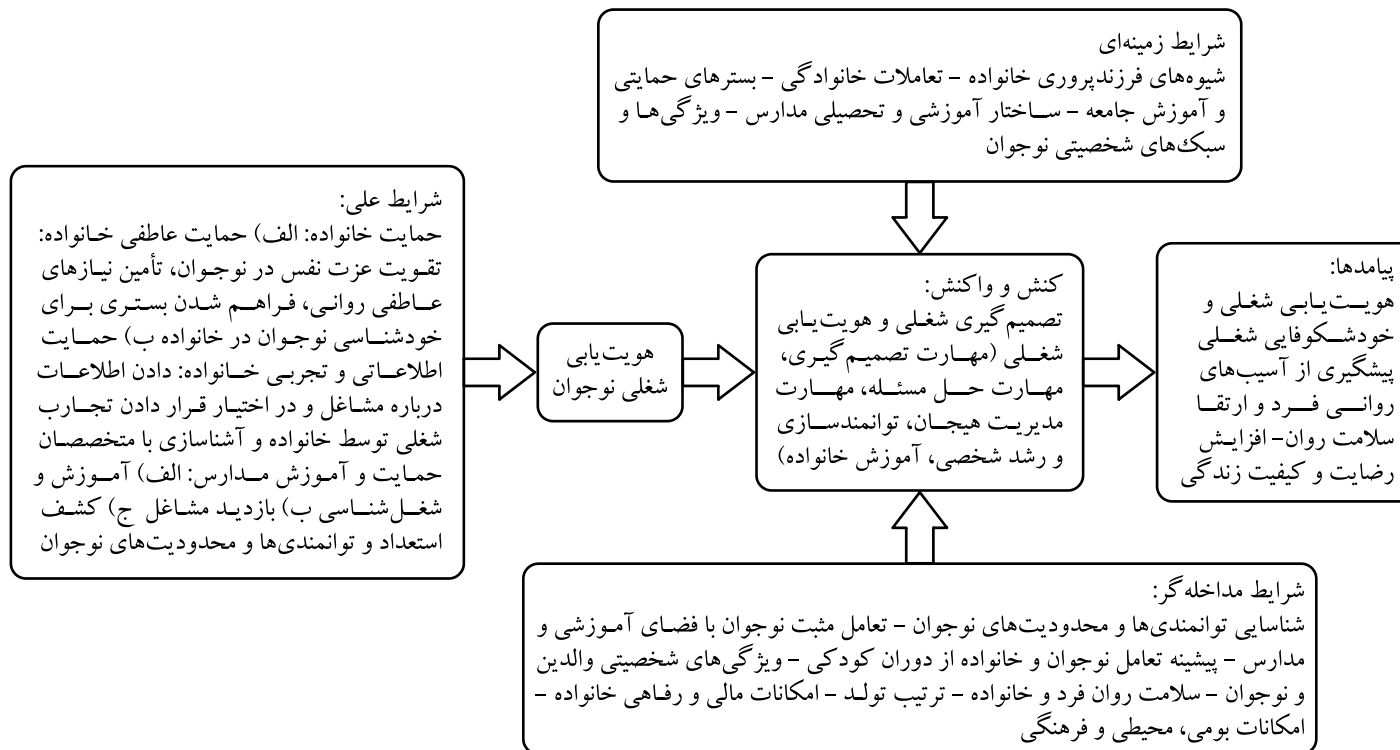 شرایط زمینه‌ای
شیوه‌های فرزندپروری خانواده – تعاملات خانوادگی – بسترهای حمایتی
و آموزش جامعه – ساختار آموزشی و تحصیلی مدارس – ویژگی‌ها و
سبک‌های شخصیتی نوجوان
شرایط علی:
حمایت خانواده: الف) حمایت عاطفی خانواده:
تقویت عزت نفس در نوجوان، تأمین نیازهای
عاطفی روانی، فراهم شدن بستری برای
خودشناسی نوجوان در خانواده ب) حمایت
اطلاعاتی و تجربی خانواده: دادن اطلاعات
درباره مشاغل و در اختیار قرار دادن تجارب
شغلی توسط خانواده و آشناسازی با متخصصان
حمایت و آموزش مدارس: الف) آموزش و
شغل‌شناسی ب) بازدید مشاغل ج) کشف
استعداد و توانمندی‌ها و محدودیت‌های نوجوان
هویت‌یابی
شغلی نوجوان
کنش و واکنش:
تصمیم‌گیری شغلی و هویت‌یابی
شغلی (مهارت تصمیم‌گیری،
مهارت حل مسئله، مهارت
مدیریت هیجان، توانمندسازی
و رشد شخصی، آموزش خانواده)
پیامدها:
هویت‌یابی شغلی و
خودشکوفایی شغلی
پیشگیری از آسیب‌های
روانی فرد و ارتقا
سلامت روان– افزایش
رضایت و کیفیت زندگی
شرایط مداخله‌گر:
شناسایی توانمندی‌ها و محدودیت‌های نوجوان – تعامل مثبت نوجوان با فضای آموزشی و
مدارس – پیشینه تعامل نوجوان و خانواده از دوران کودکی – ویژگی‌های شخصیتی والدین
و نوجوان – سلامت روان فرد و خانواده – ترتیب تولد – امکانات مالی و رفاهی خانواده –
امکانات بومی، محیطی و فرهنگی